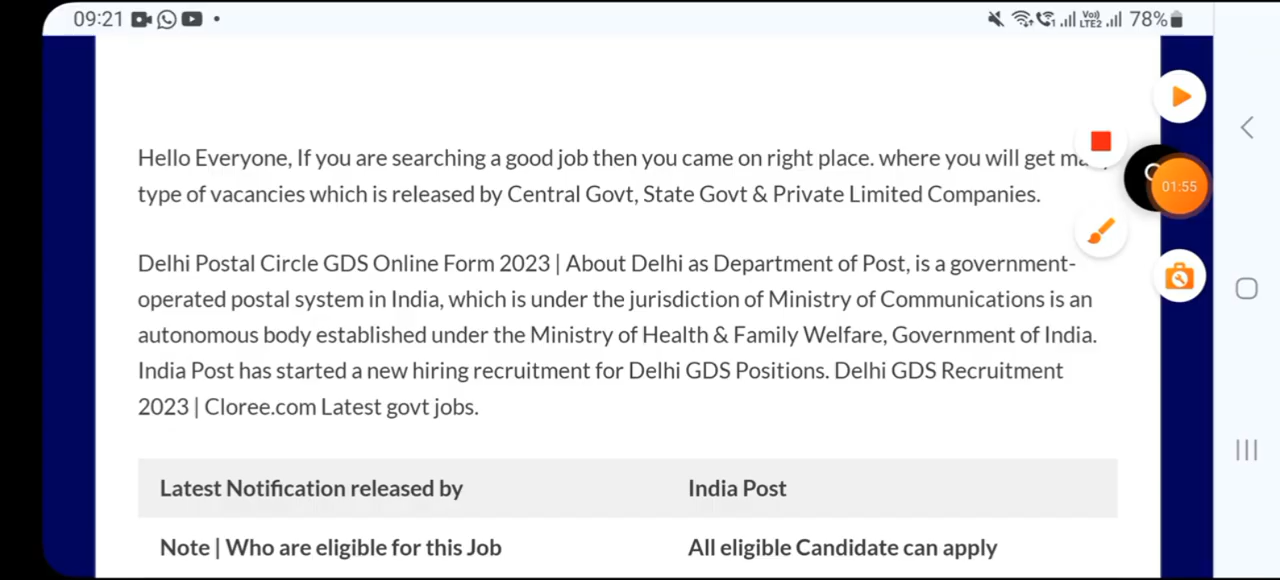 09:21 78%
Vo)
LTE2
Hello Everyone, If you are searching a good job then you came on right place. where you will get
type of vacancies which is released by Central Govt, State Govt & Private Limited Companies.
01:55
Delhi Postal Circle GDS Online Form 2023 | About Delhi as Department of Post, is a government-
operated postal system in India, which is under the jurisdiction of Ministry of Communications is an
autonomous body established under the Ministry of Health & Family Welfare, Government of India.
India Post has started a new hiring recruitment for Delhi GDS Positions. Delhi GDS Recruitment
2023 | Cloree.com Latest govt jobs.
Latest Notification released by India Post
Note | Who are eligible for this Job All eligible Candidate can apply